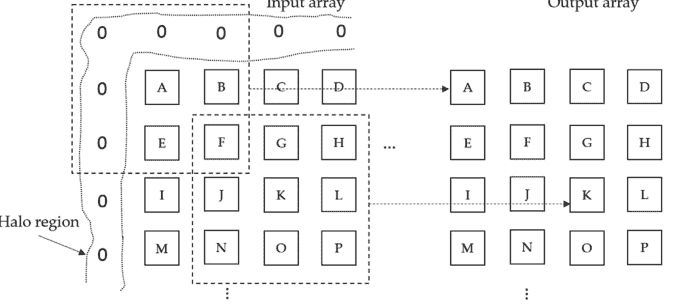 Input array Output array
0 0 0 0 0
0 A B C D A B C D
0 E F G H ... E F G H
0 I J K L I J K L
Halo region
0 M N O P M N O P
⋮ ⋮